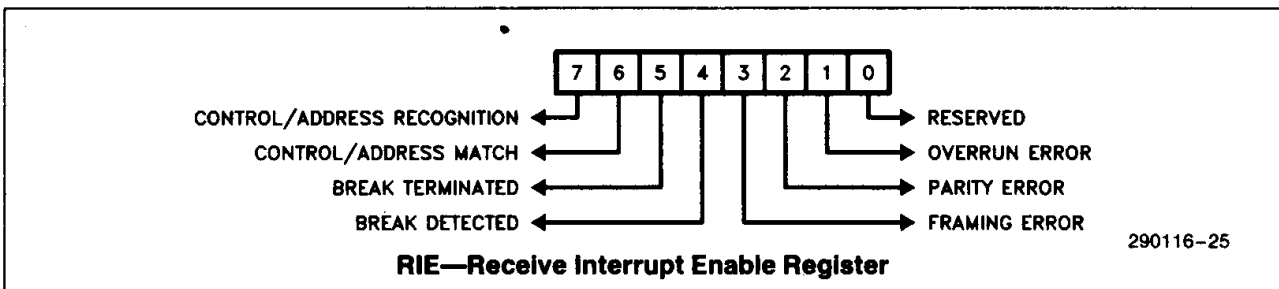 7 6 5 4 3 2 1 0
CONTROL/ADDRESS RECOGNITION
RESERVED
CONTROL/ADDRESS MATCH
OVERRUN ERROR
BREAK TERMINATED
PARITY ERROR
BREAK DETECTED
FRAMING ERROR
290116-25
RIE—Receive Interrupt Enable Register